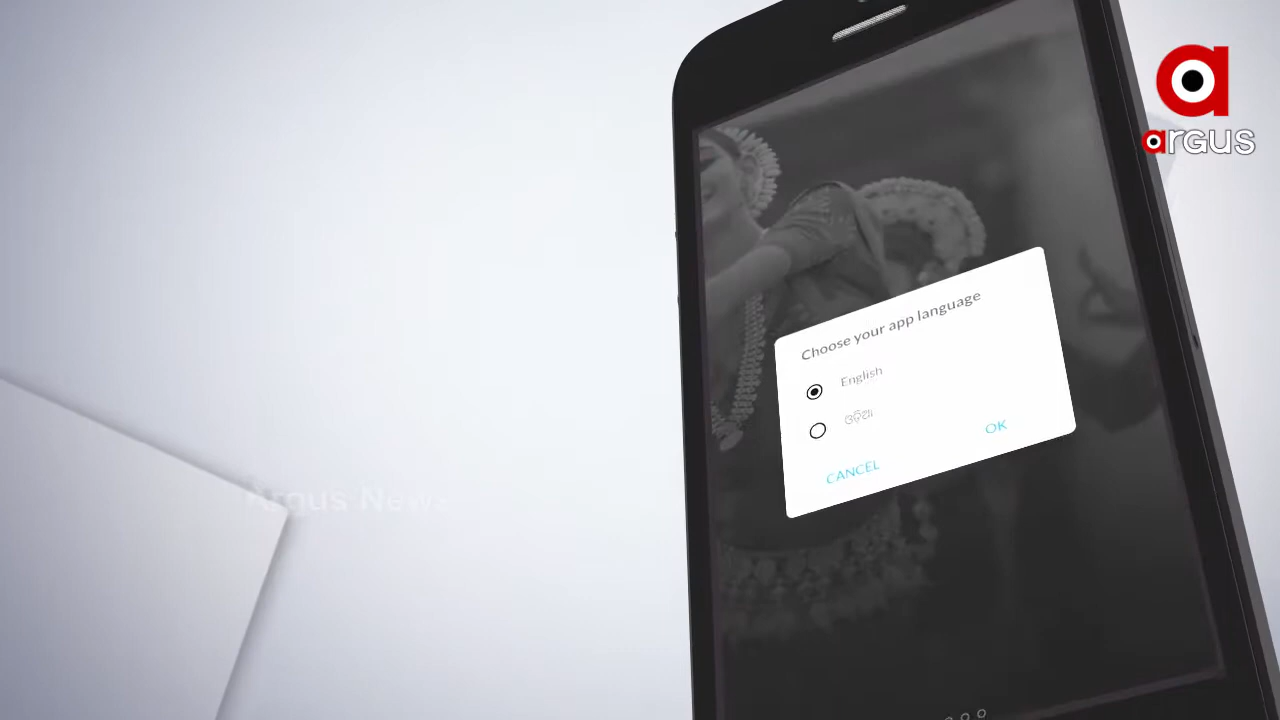 argus
Choose your app language
English
ଓଡ଼ିଆ
OK
CANCEL
Argus News